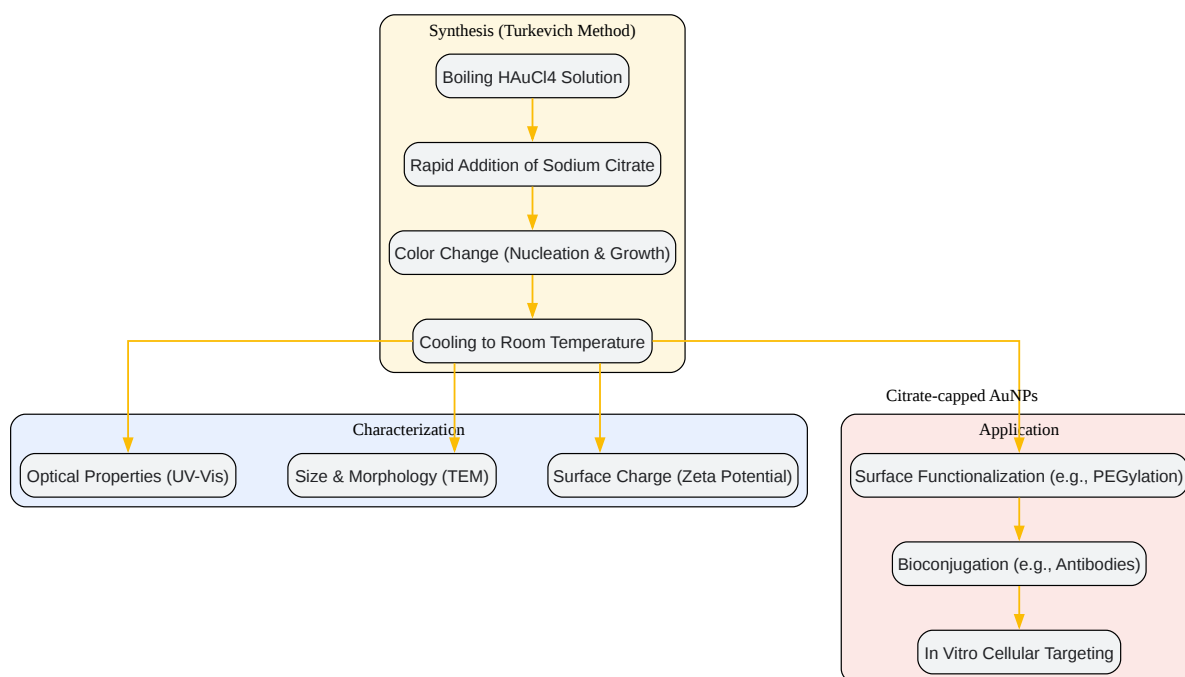 Synthesis (Turkevich Method)
Boiling HAuCl4 Solution
Rapid Addition of Sodium Citrate
Color Change (Nucleation & Growth)
Cooling to Room Temperature
Citrate-capped AuNPs
Characterization
Optical Properties (UV-Vis)
Size & Morphology (TEM)
Surface Charge (Zeta Potential)
Application
Surface Functionalization (e.g., PEGylation)
Bioconjugation (e.g., Antibodies)
In Vitro Cellular Targeting